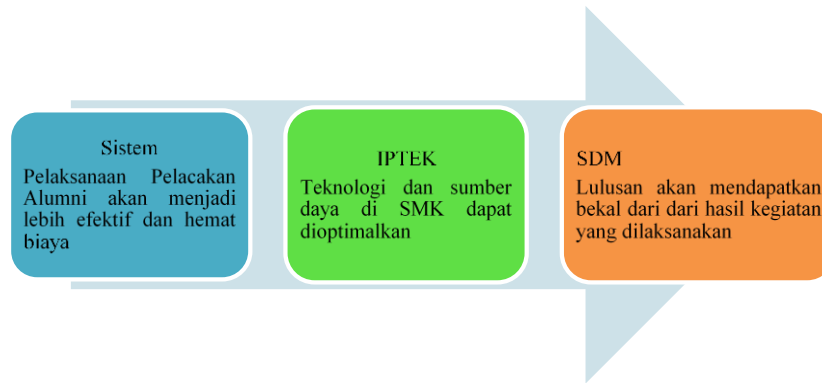 Sistem
Pelaksanaan Pelacakan
Alumni akan menjadi
lebih efektif dan hemat
biaya
IPTEK
Teknologi dan sumber
daya di SMK dapat
dioptimalkan
SDM
Lulusan akan mendapatkan
bekal dari dari hasil kegiatan
yang dilaksanakan